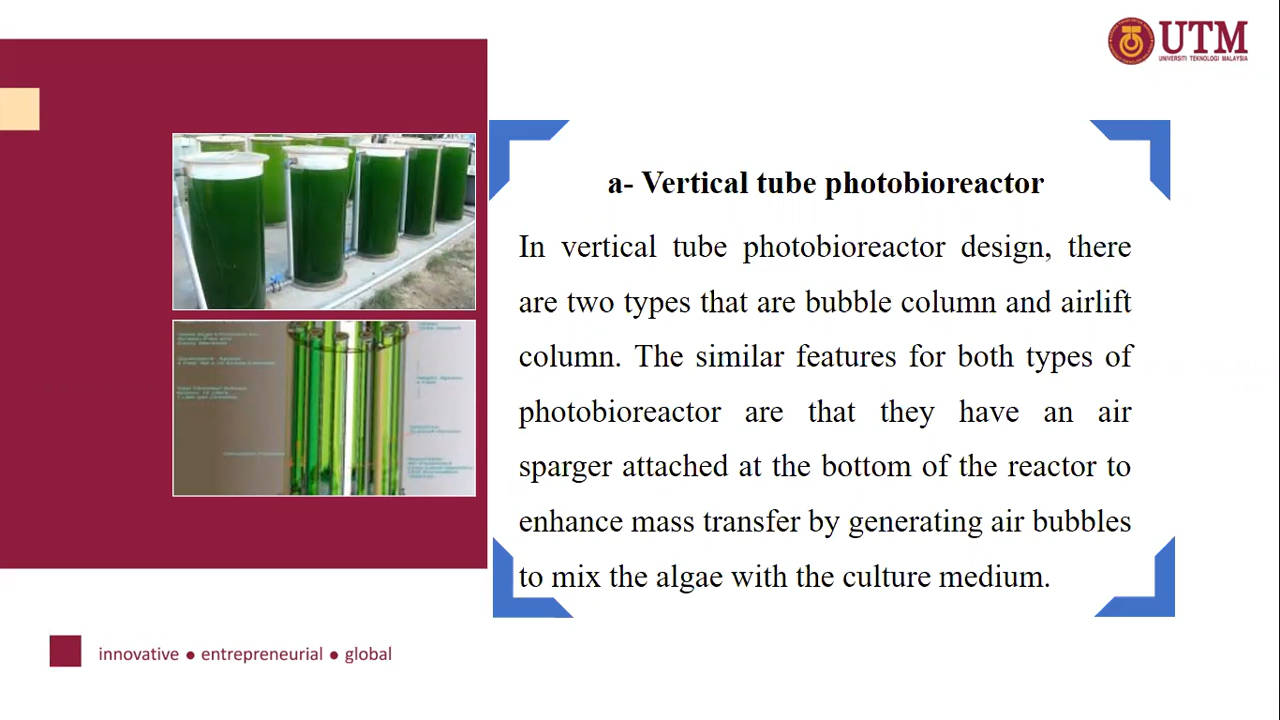 UTM
UNIVERSITI TEKNOLOGI MALAYSIA
a- Vertical tube photobioreactor
In vertical tube photobioreactor design, there
are two types that are bubble column and airlift
column. The similar features for both types of
photobioreactor are that they have an air
sparger attached at the bottom of the reactor to
enhance mass transfer by generating air bubbles
to mix the algae with the culture medium.
innovative ● entrepreneurial ● global